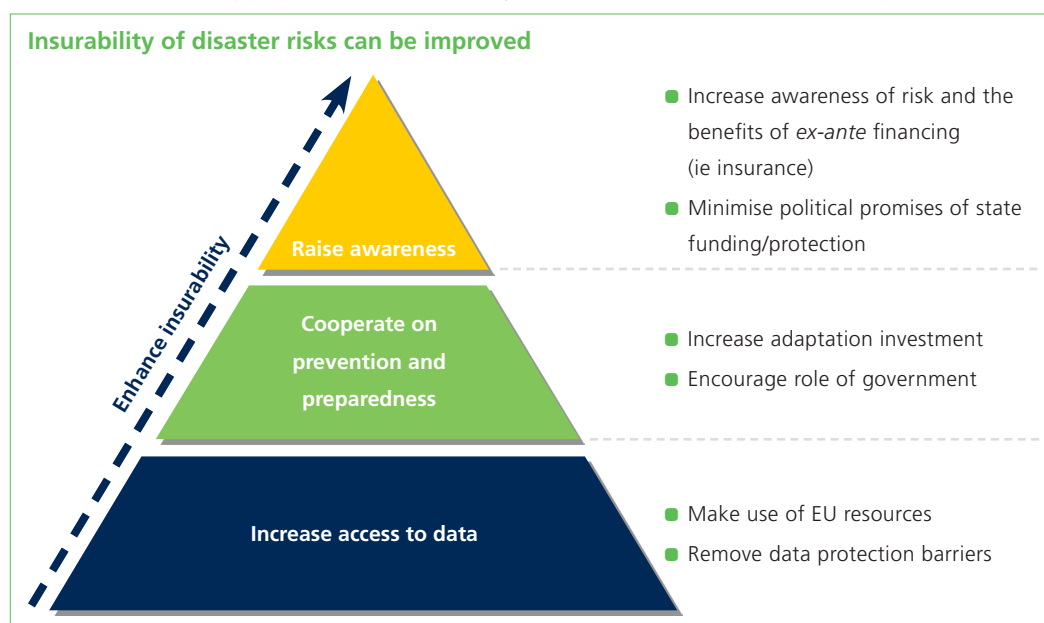 Insurability of disaster risks can be improved
Enhance insurability
Raise awareness
Increase awareness of risk and the
benefits of ex-ante financing
(ie insurance)
Minimise political promises of state
funding/protection
Cooperate on
prevention and
preparedness
Increase adaptation investment
Encourage role of government
Increase access to data
Make use of EU resources
Remove data protection barriers